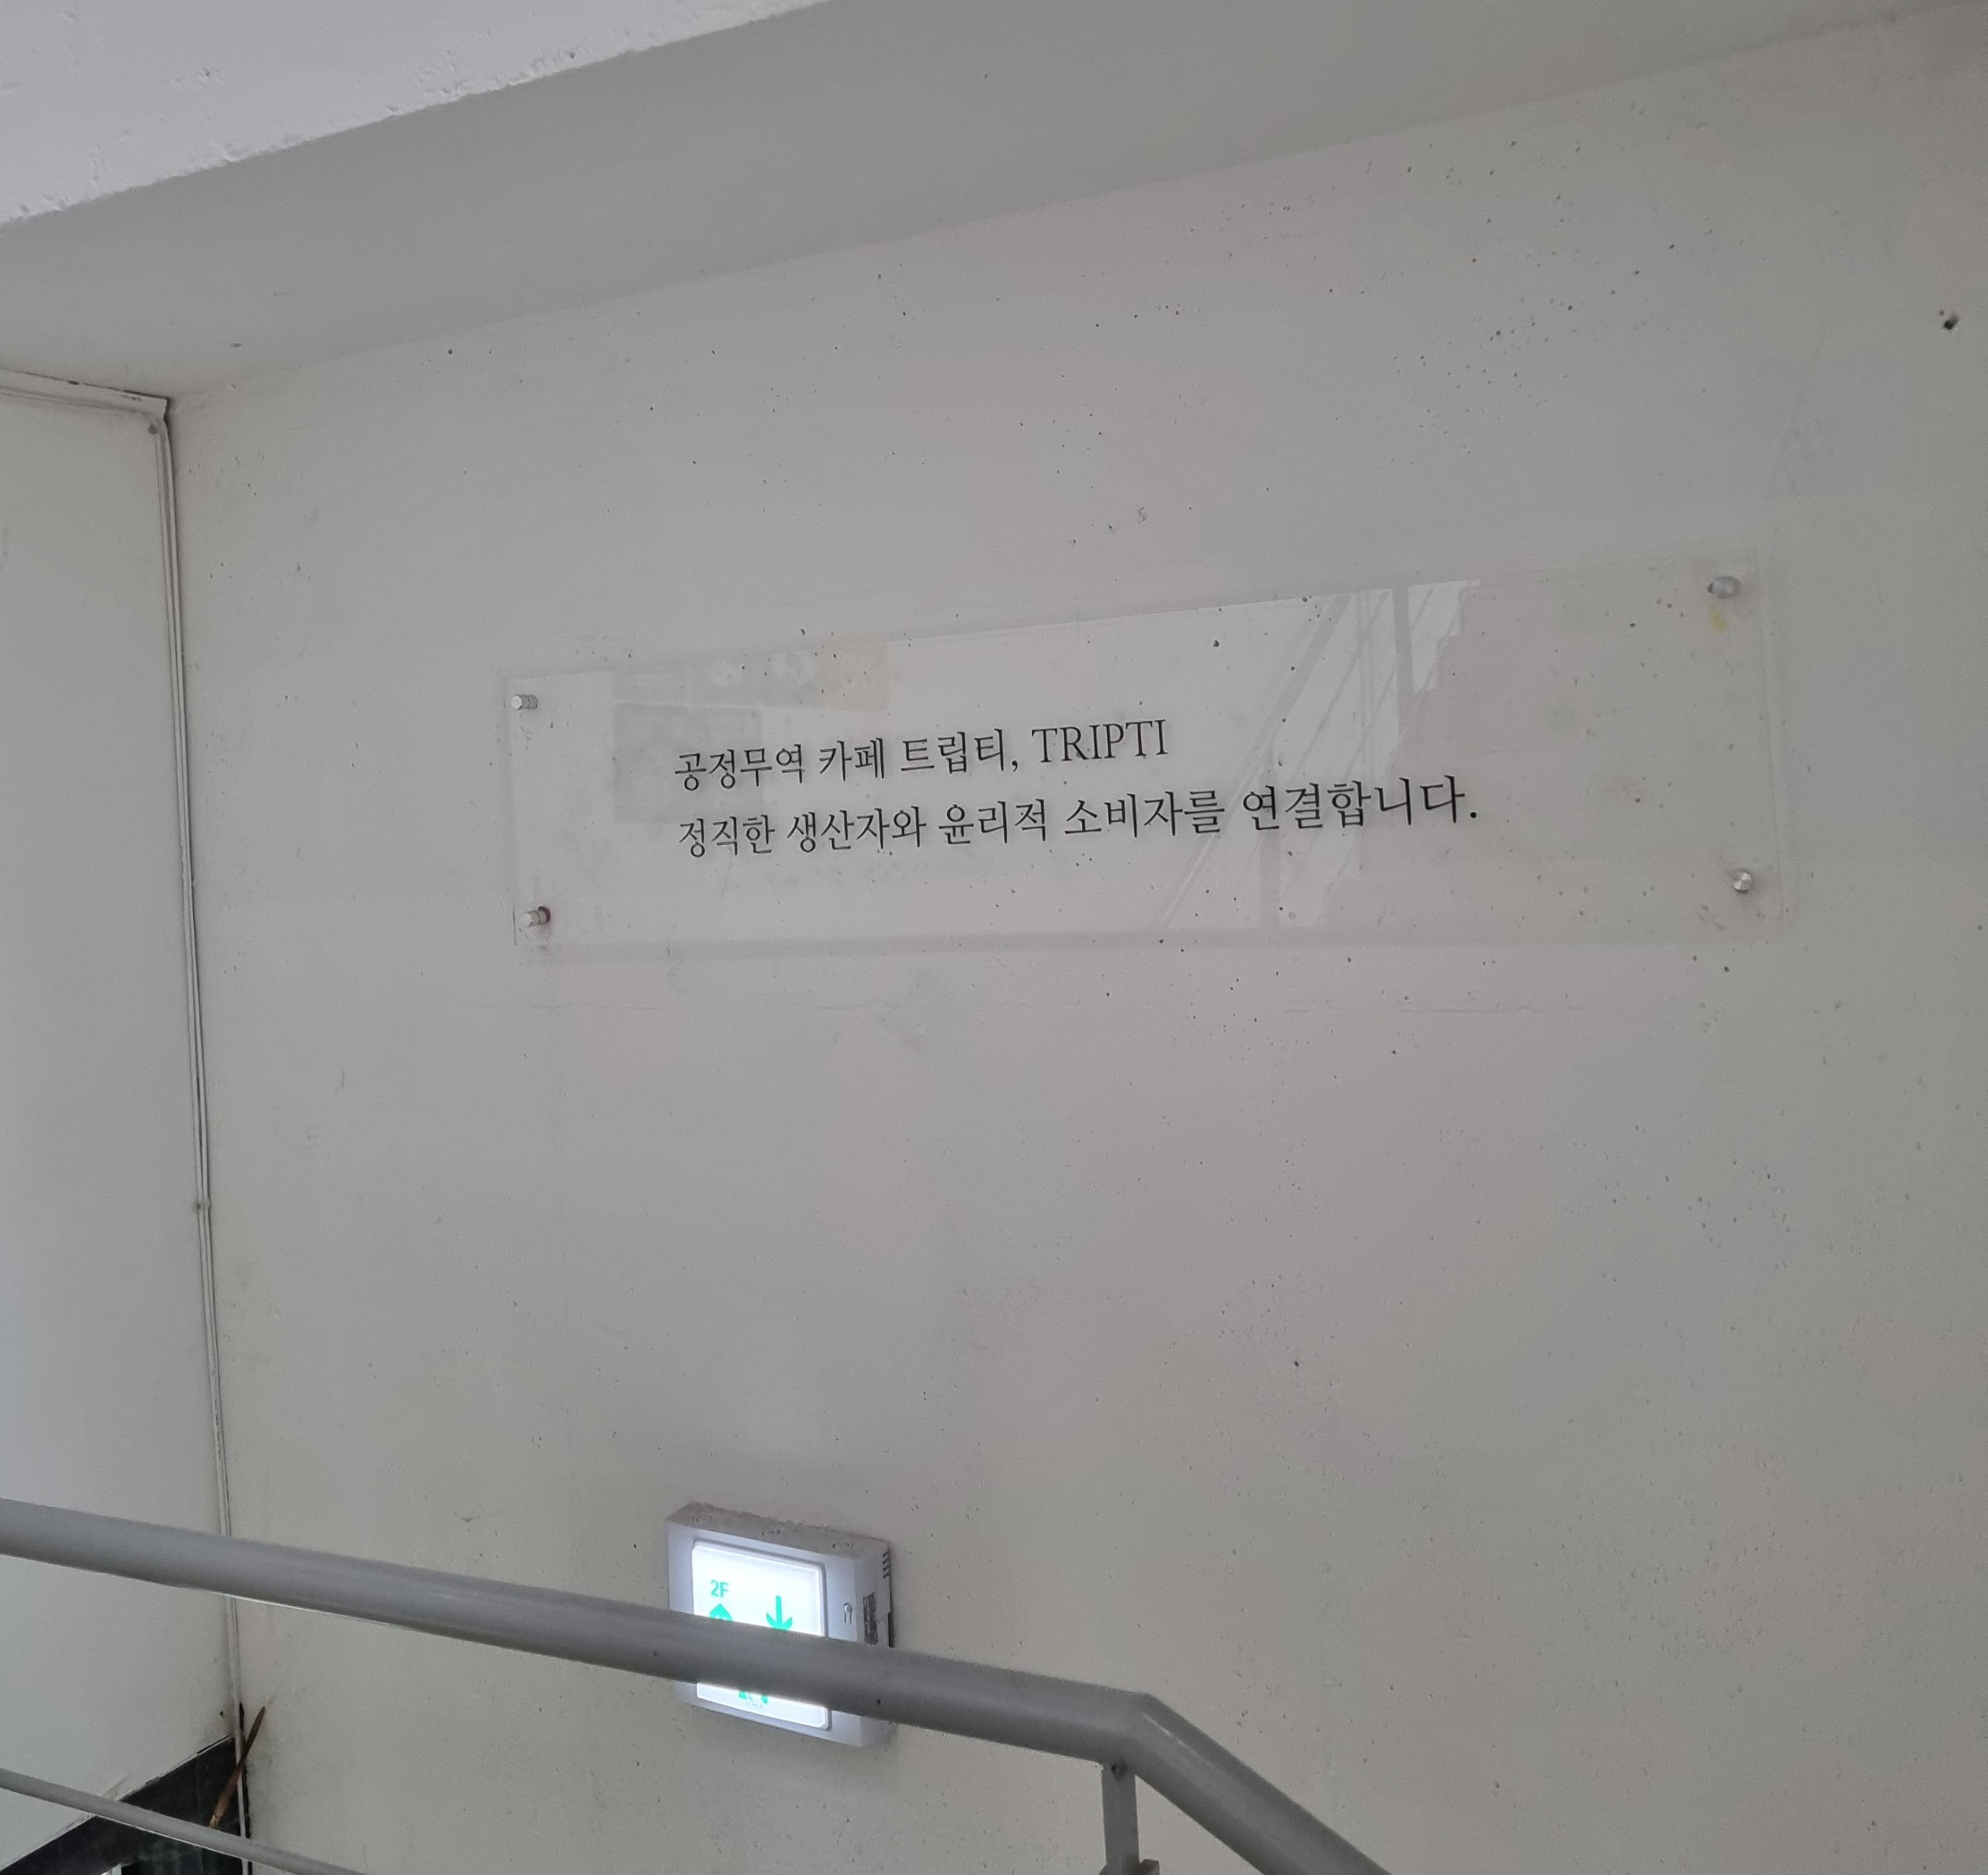 공정무역 카페 트립티, TRIPTI
정직한 생산자와 윤리적 소비자를 연결합니다.
2F